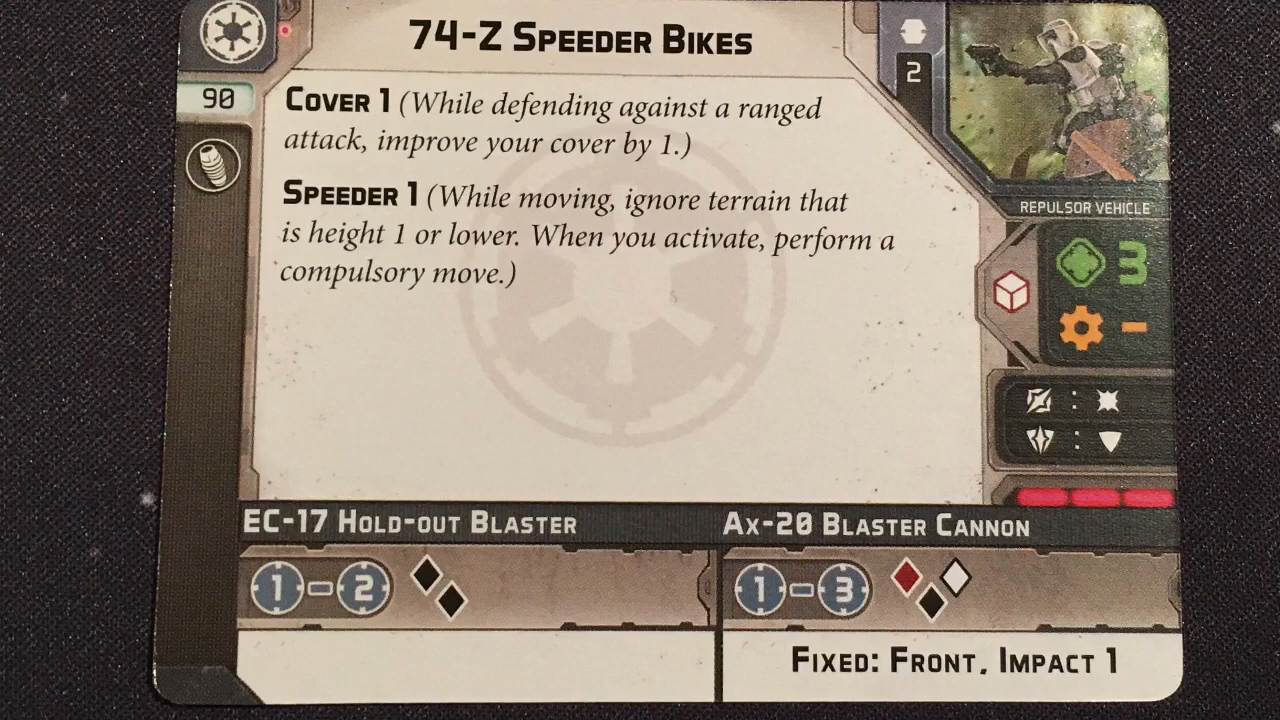 74-Z Speeder Bikes
2
90
Cover 1 (While defending against a ranged
attack, improve your cover by 1.)
Speeder 1 (While moving, ignore terrain that
is height 1 or lower. When you activate, perform a
compulsory move.)
REPULSOR VEHICLE
3
–
:
:
EC-17 Hold-out Blaster
1 – 2
Ax-20 Blaster Cannon
1 – 3
Fixed: Front, Impact 1